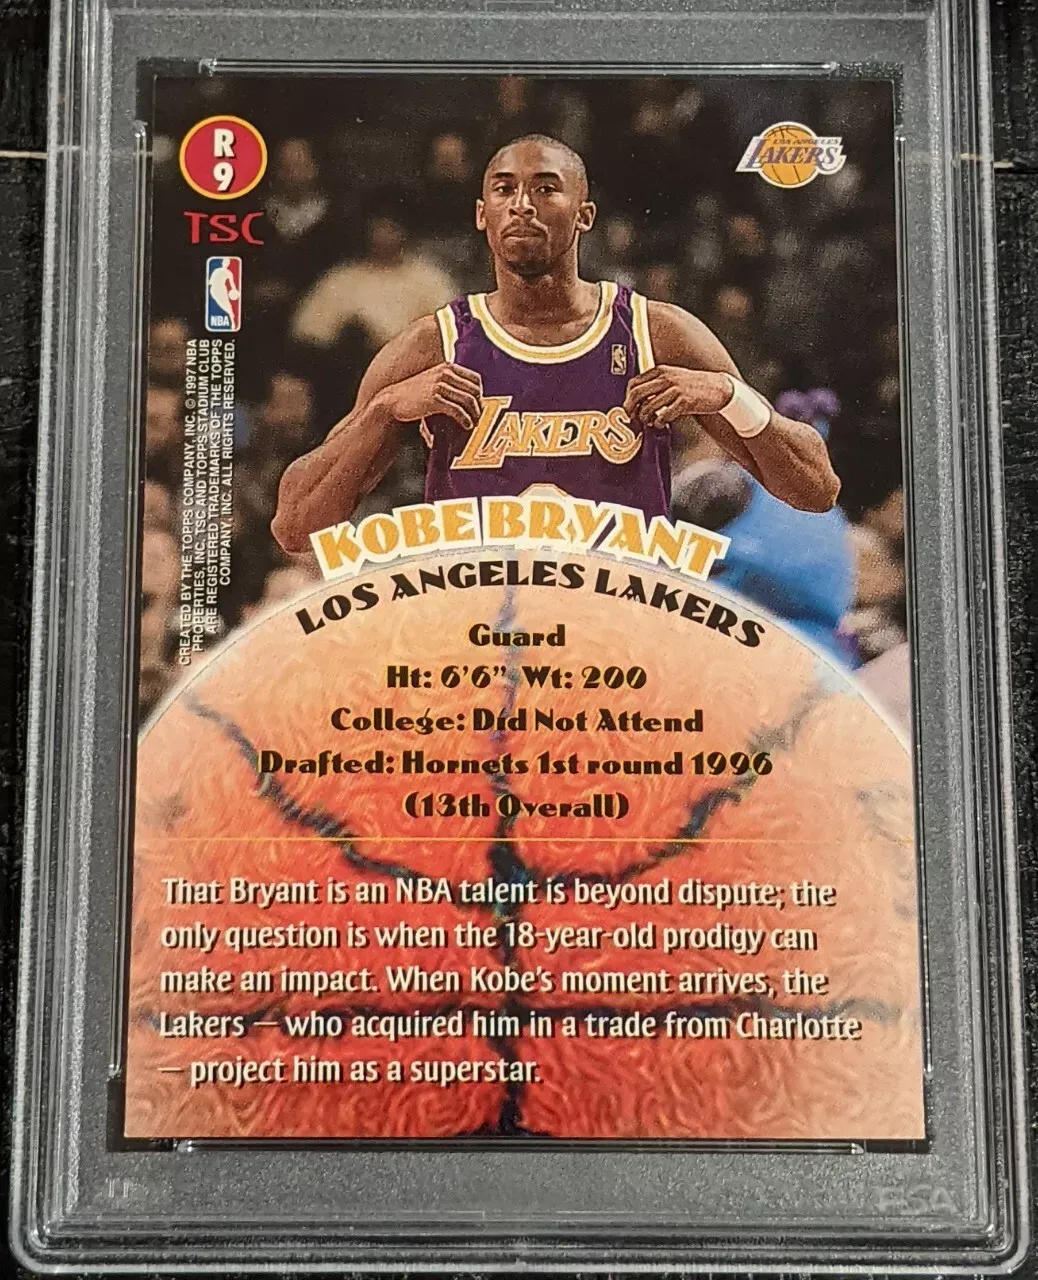 R
9
TSC
NBA
LOS ANGELES
LAKERS
CREATED BY THE TOPPS COMPANY, INC. © 1997 NBA
PROPERTIES, INC. TSC AND TOPPS STADIUM CLUB
ARE REGISTERED TRADEMARKS OF THE TOPPS
COMPANY, INC. ALL RIGHTS RESERVED.
LAKERS
KOBE BRYANT
LOS ANGELES LAKERS
Guard
Ht: 6'6" Wt: 200
College: Did Not Attend
Drafted: Hornets 1st round 1996
(13th Overall)
That Bryant is an NBA talent is beyond dispute; the
only question is when the 18-year-old prodigy can
make an impact. When Kobe's moment arrives, the
Lakers — who acquired him in a trade from Charlotte
— project him as a superstar.
PSA